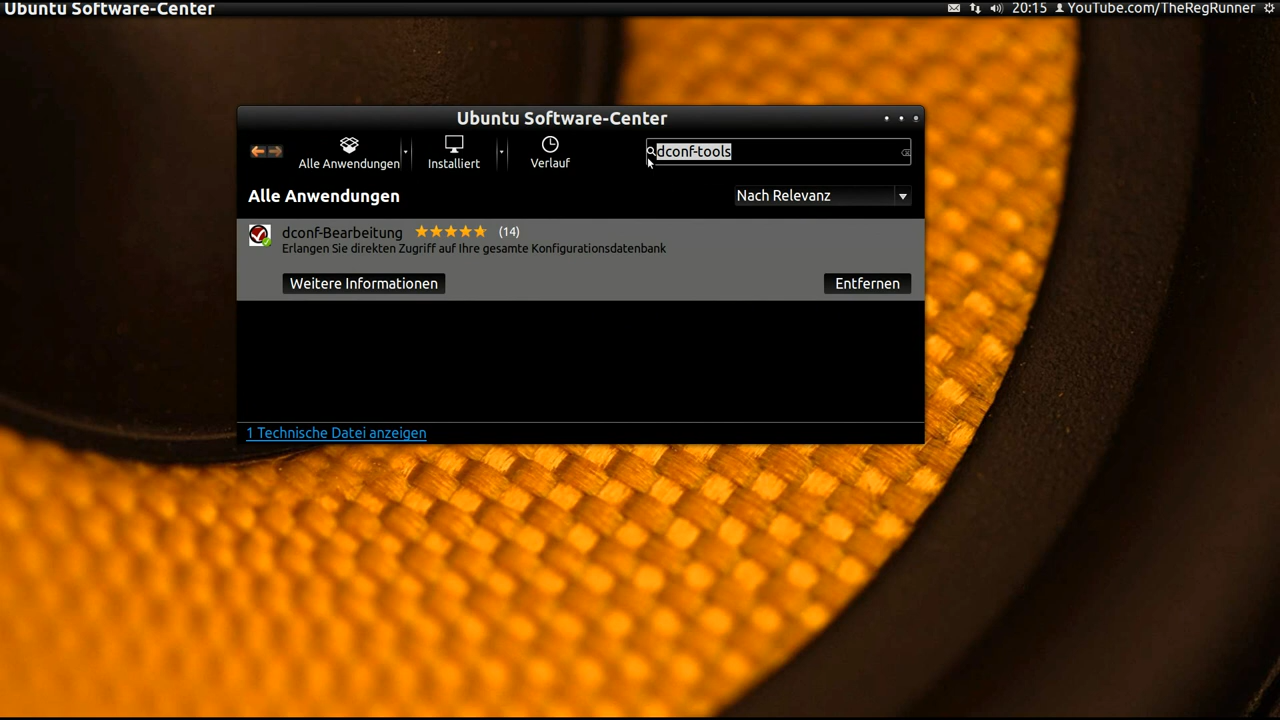 Ubuntu Software-Center
20:15 YouTube.com/TheRegRunner
Ubuntu Software-Center
Alle Anwendungen Installiert Verlauf
dconf-tools
Alle Anwendungen
Nach Relevanz
dconf-Bearbeitung (14)
Erlangen Sie direkten Zugriff auf Ihre gesamte Konfigurationsdatenbank
Weitere Informationen
Entfernen
1 Technische Datei anzeigen